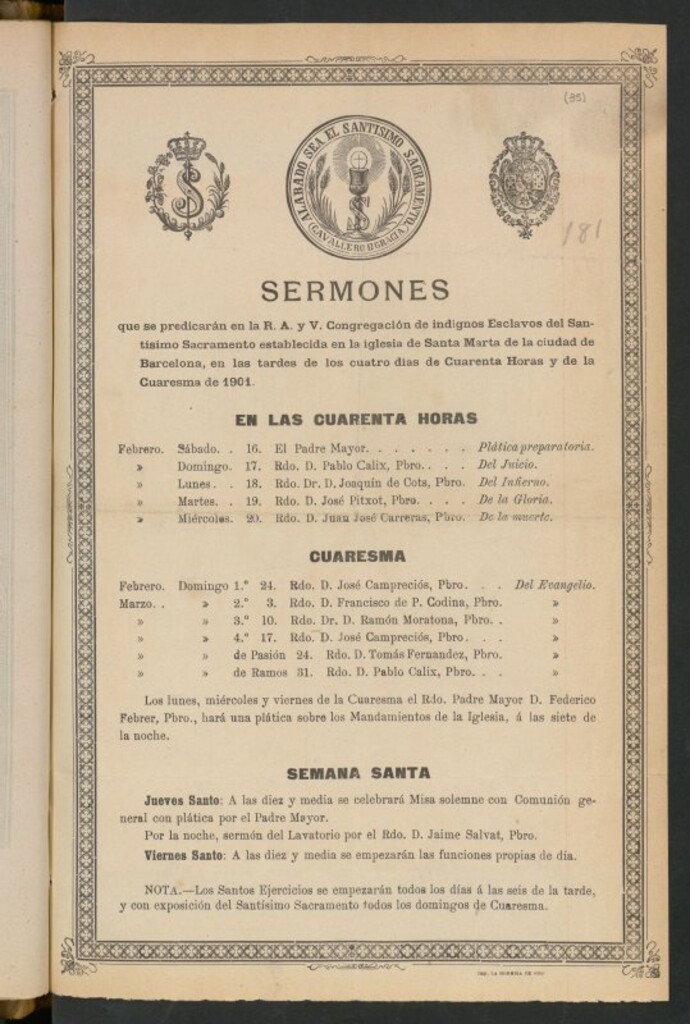 (35)
ALABADO SEA EL SANTISIMO SACRAMENTO
(CAVALLERO D GRACIA)
181
SERMONES
que se predicarán en la R. A. y V. Congregación de indignos Esclavos del San-
tísimo Sacramento establecida en la iglesia de Santa Marta de la ciudad de
Barcelona, en las tardes de los cuatro días de Cuarenta Horas y de la
Cuaresma de 1901.
EN LAS CUARENTA HORAS
Febrero. Sábado. . 16. El Padre Mayor. . . . . . . Plática preparatoria.
» Domingo. 17. Rdo. D. Pablo Calix, Pbro. . . . Del Juicio.
» Lunes. . 18. Rdo. Dr. D. Joaquín de Cots, Pbro. Del Infierno.
» Martes. . 19. Rdo. D. José Pitxot, Pbro. . . . De la Gloria.
» Miércoles. 20. Rdo. D. Juan José Carreras, Pbro. De la muerte.
CUARESMA
Febrero. Domingo 1.º 24. Rdo. D. José Campreciós, Pbro. . . Del Evangelio.
Marzo. . » 2.º 3. Rdo. D. Francisco de P. Codina, Pbro. »
» » 3.º 10. Rdo. Dr. D. Ramón Moratona, Pbro. . »
» » 4.º 17. Rdo. D. José Campreciós, Pbro. . . »
» » de Pasión 24. Rdo. D. Tomás Fernandez, Pbro. »
» » de Ramos 31. Rdo. D. Pablo Calix, Pbro. . . »
Los lunes, miércoles y viernes de la Cuaresma el Rdo. Padre Mayor D. Federico
Febrer, Pbro., hará una plática sobre los Mandamientos de la Iglesia, á las siete de
la noche.
SEMANA SANTA
Jueves Santo: A las diez y media se celebrará Misa solemne con Comunión ge-
neral con plática por el Padre Mayor.
Por la noche, sermón del Lavatorio por el Rdo. D. Jaime Salvat, Pbro.
Viernes Santo: A las diez y media se empezarán las funciones propias de día.
NOTA.—Los Santos Ejercicios se empezarán todos los días á las seis de la tarde,
y con exposición del Santísimo Sacramento todos los domingos de Cuaresma.